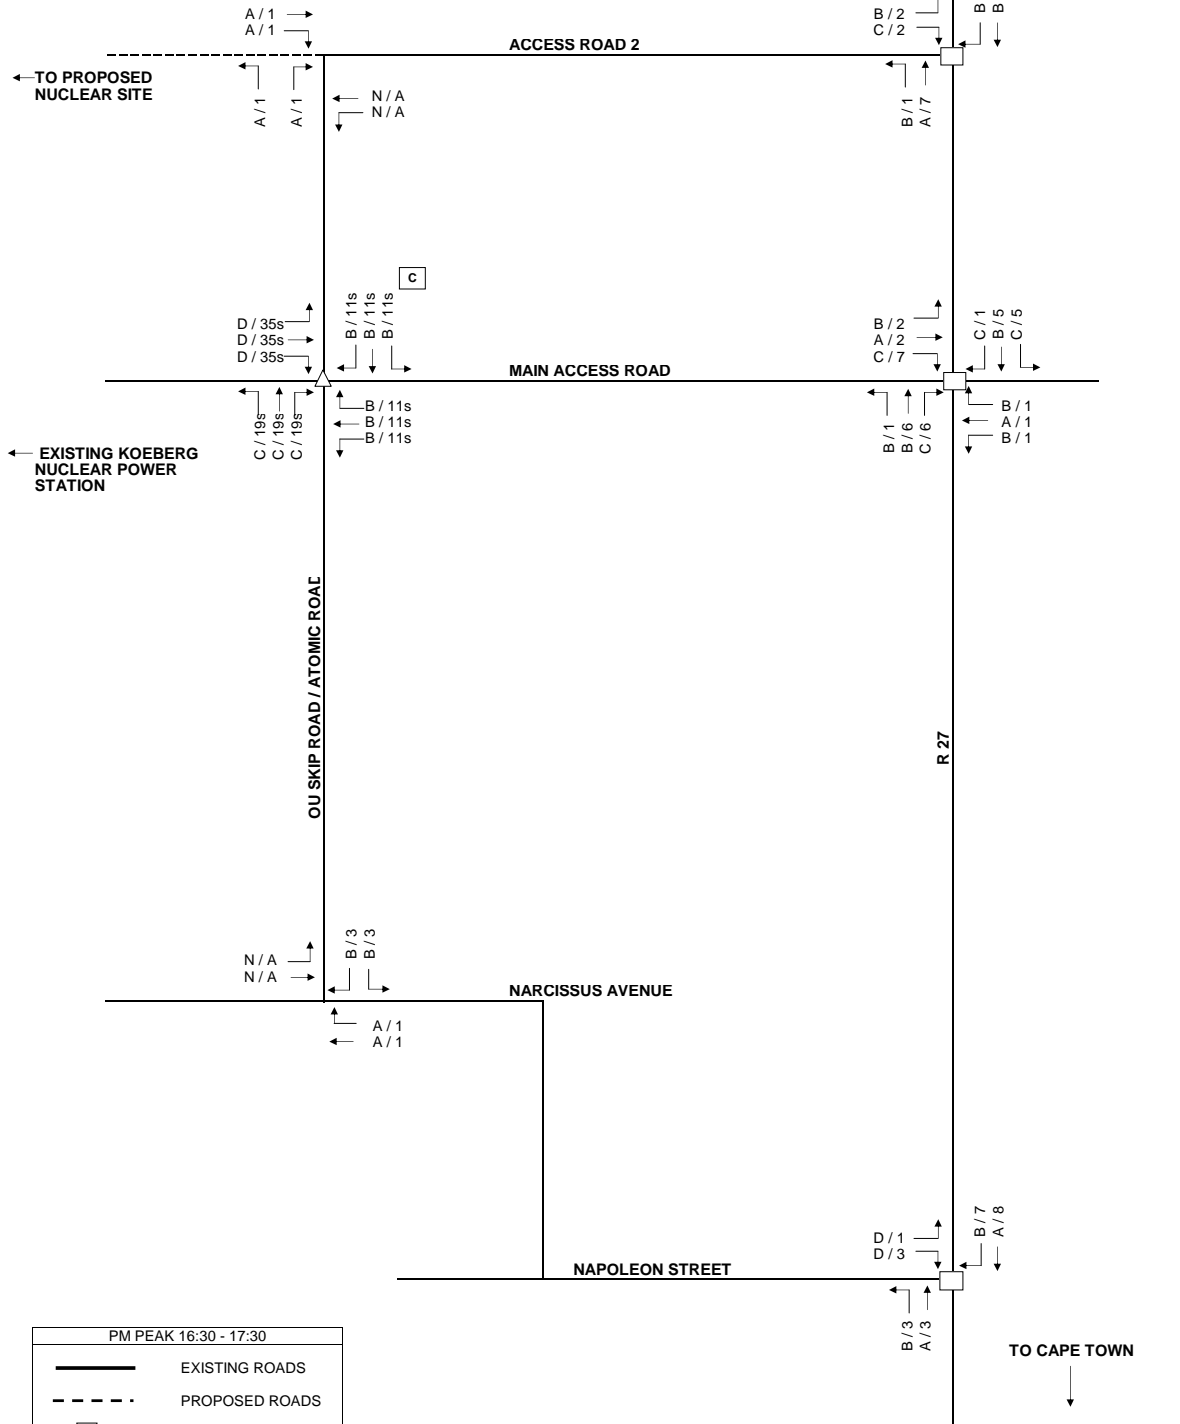 A / 1
A / 1
B / 2
C / 2
B
B
ACCESS ROAD 2
TO PROPOSED
NUCLEAR SITE
A / 1
A / 1
N / A
N / A
B / 1
A / 7
C
D / 35s
D / 35s
D / 35s
B / 11s
B / 11s
B / 11s
B / 2
A / 2
C / 7
C / 1
B / 5
C / 5
MAIN ACCESS ROAD
C / 19s
C / 19s
C / 19s
B / 11s
B / 11s
B / 11s
B / 1
B / 6
C / 6
B / 1
A / 1
B / 1
EXISTING KOEBERG
NUCLEAR POWER
STATION
OU SKIP ROAD / ATOMIC ROAD
R 27
N / A
N / A
B / 3
B / 3
NARCISSUS AVENUE
A / 1
A / 1
D / 1
D / 3
B / 7
A / 8
NAPOLEON STREET
B / 3
A / 3
TO CAPE TOWN
PM PEAK 16:30 - 17:30
EXISTING ROADS
PROPOSED ROADS